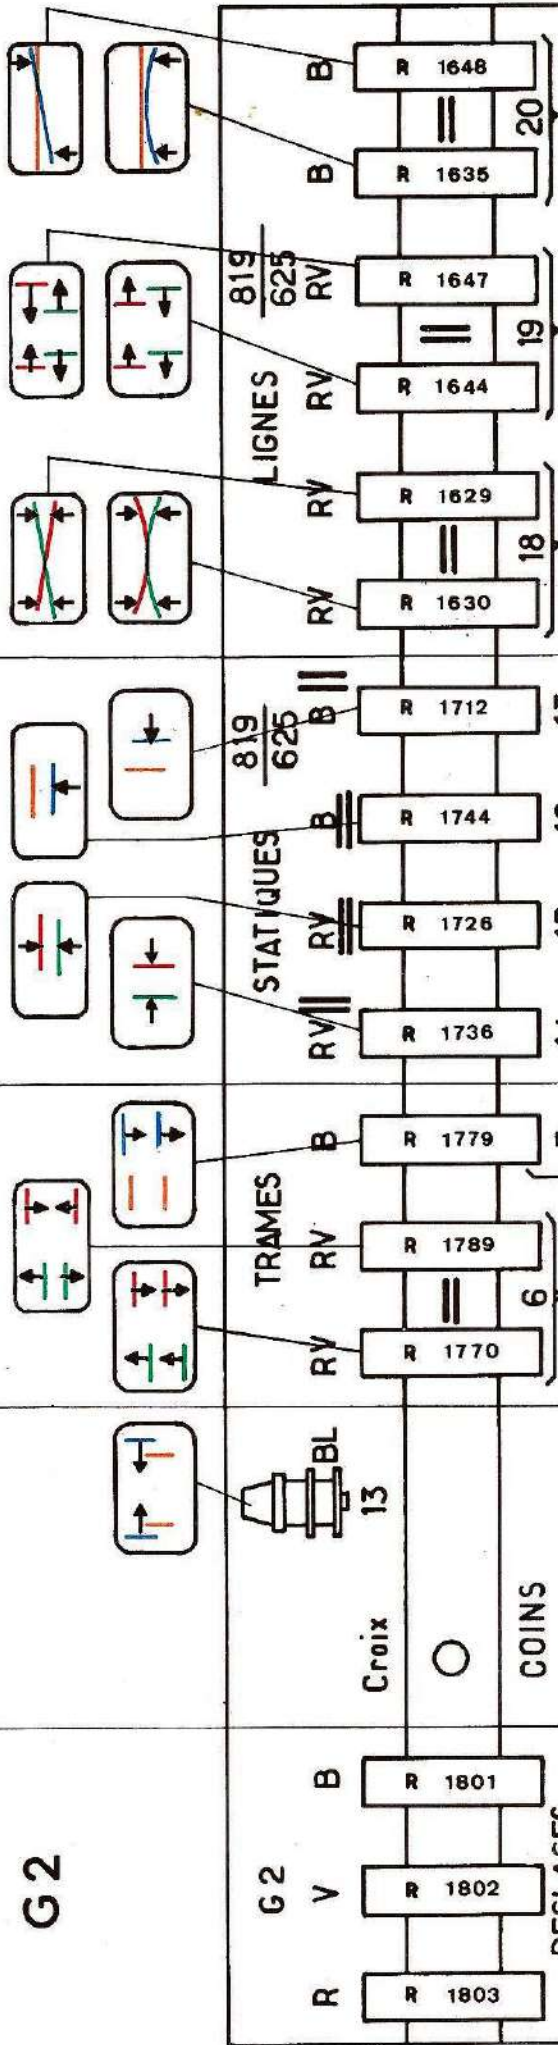 G2
G2 TRAMES STATIQUES 819 LIGNES 819
625 625
R V B Croix BL RV RV B RV RV B B RV RV RV RV B B
13
R 1803 R 1802 R 1801 R 1770 R 1789 R 1779 R 1736 R 1726 R 1744 R 1712 R 1630 R 1629 R 1644 R 1647 R 1635 R 1648
COINS 6 18 19 20